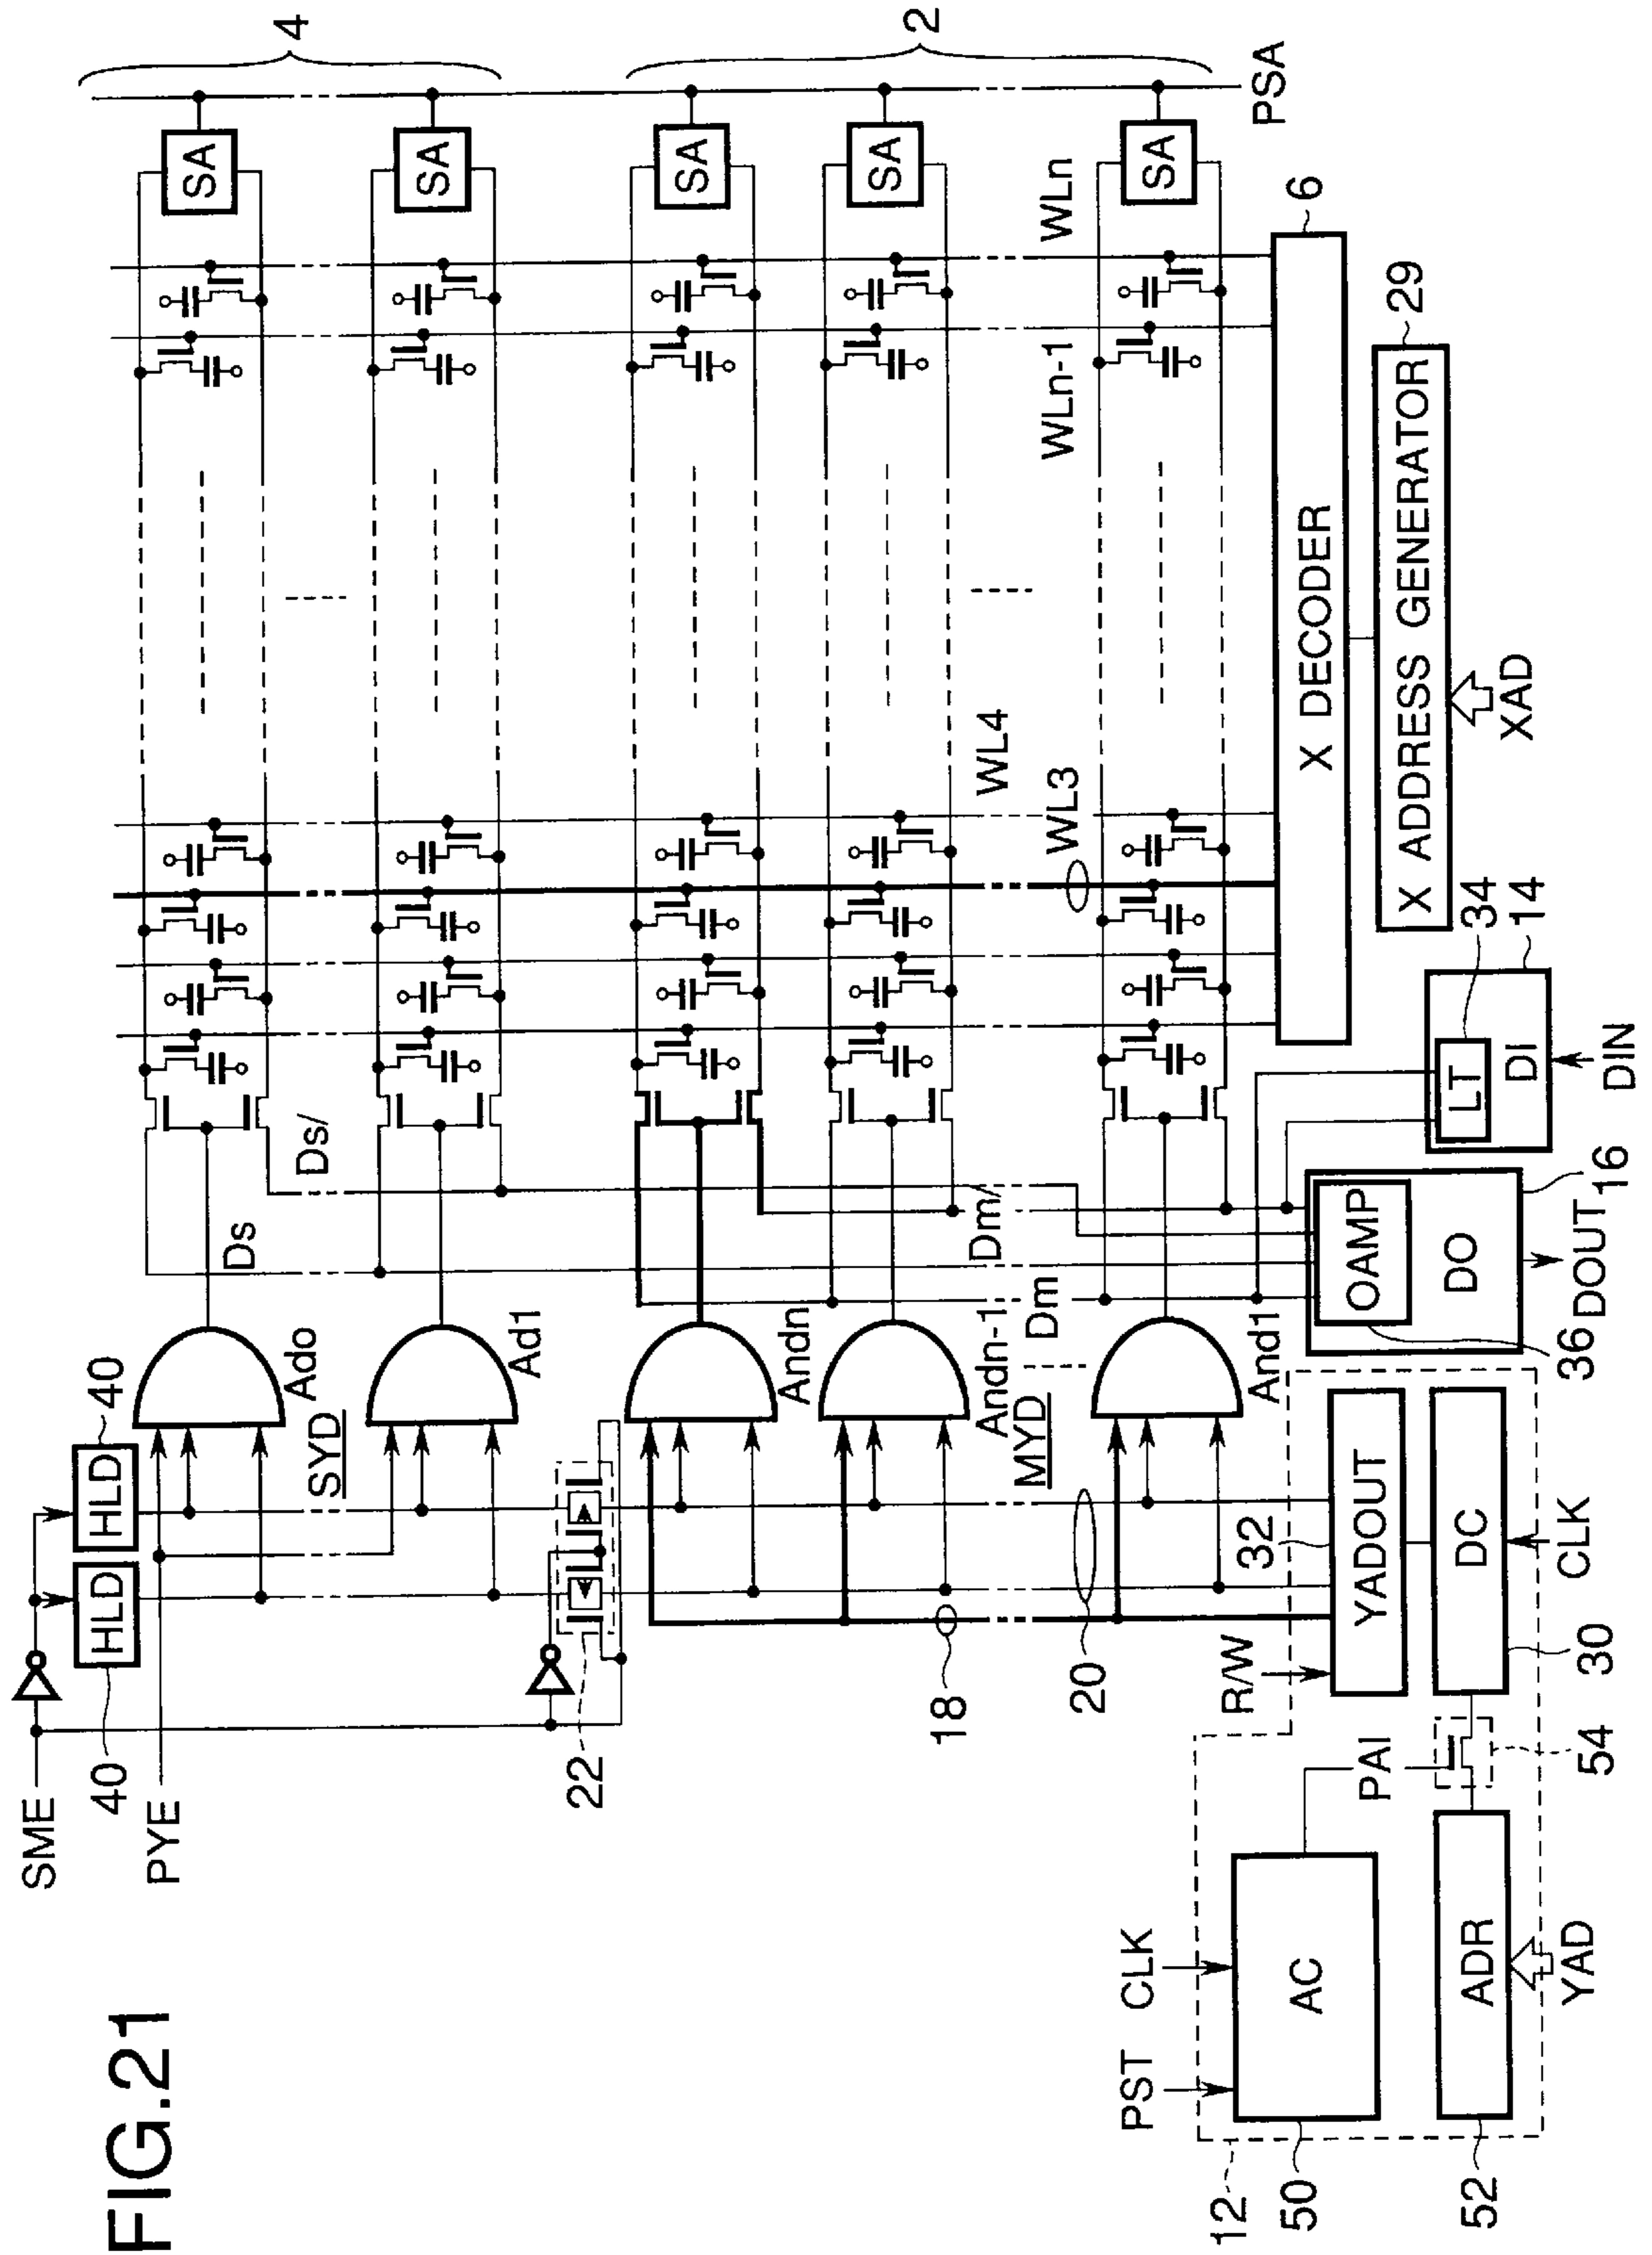 FIG.21
SME
PYE
40
HLD
HLD
40
SYD
Ado
Ad1
Ds
Ds/
SA
SA
4
22
Andn
Andn-1
MYD
And1
18
20
Dm
Dm/
WL3
WL4
WLn-1
WLn
SA
SA
SA
2
PSA
X DECODER
6
X ADDRESS GENERATOR
29
XAD
34
14
LT
DI
DIN
OAMP
DO
16
DOUT
36
R/W
32
YADOUT
DC
CLK
30
54
PAI
PST
CLK
AC
50
ADR
52
YAD
12